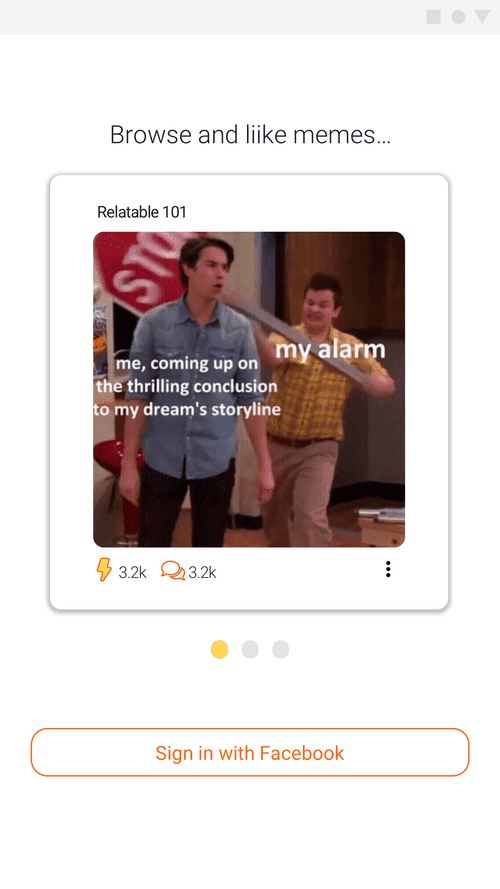 Browse and liike memes...
Relatable 101
STO
my alarm
me, coming up on
the thrilling conclusion
to my dream's storyline
3.2k 3.2k
Sign in with Facebook